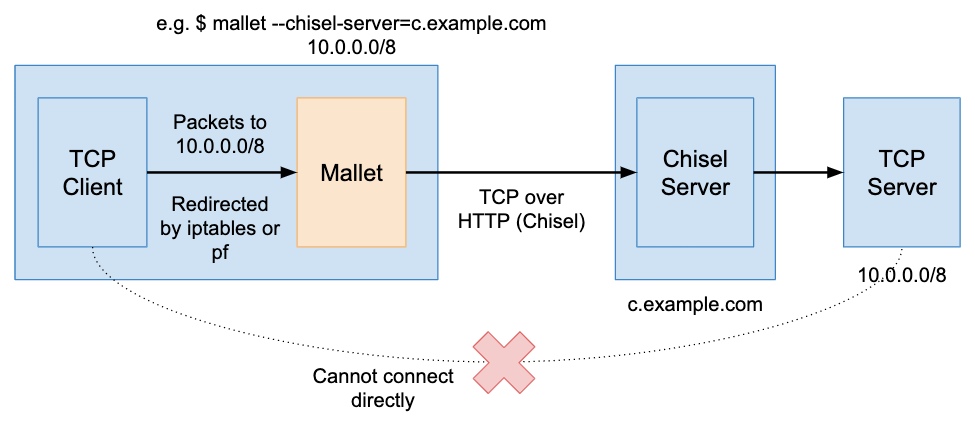 e.g. $ mallet --chisel-server=c.example.com
10.0.0.0/8
TCP
Client
Packets to
10.0.0.0/8
Redirected
by iptables or
pf
Mallet
TCP over
HTTP (Chisel)
Chisel
Server
c.example.com
TCP
Server
10.0.0.0/8
Cannot connect
directly